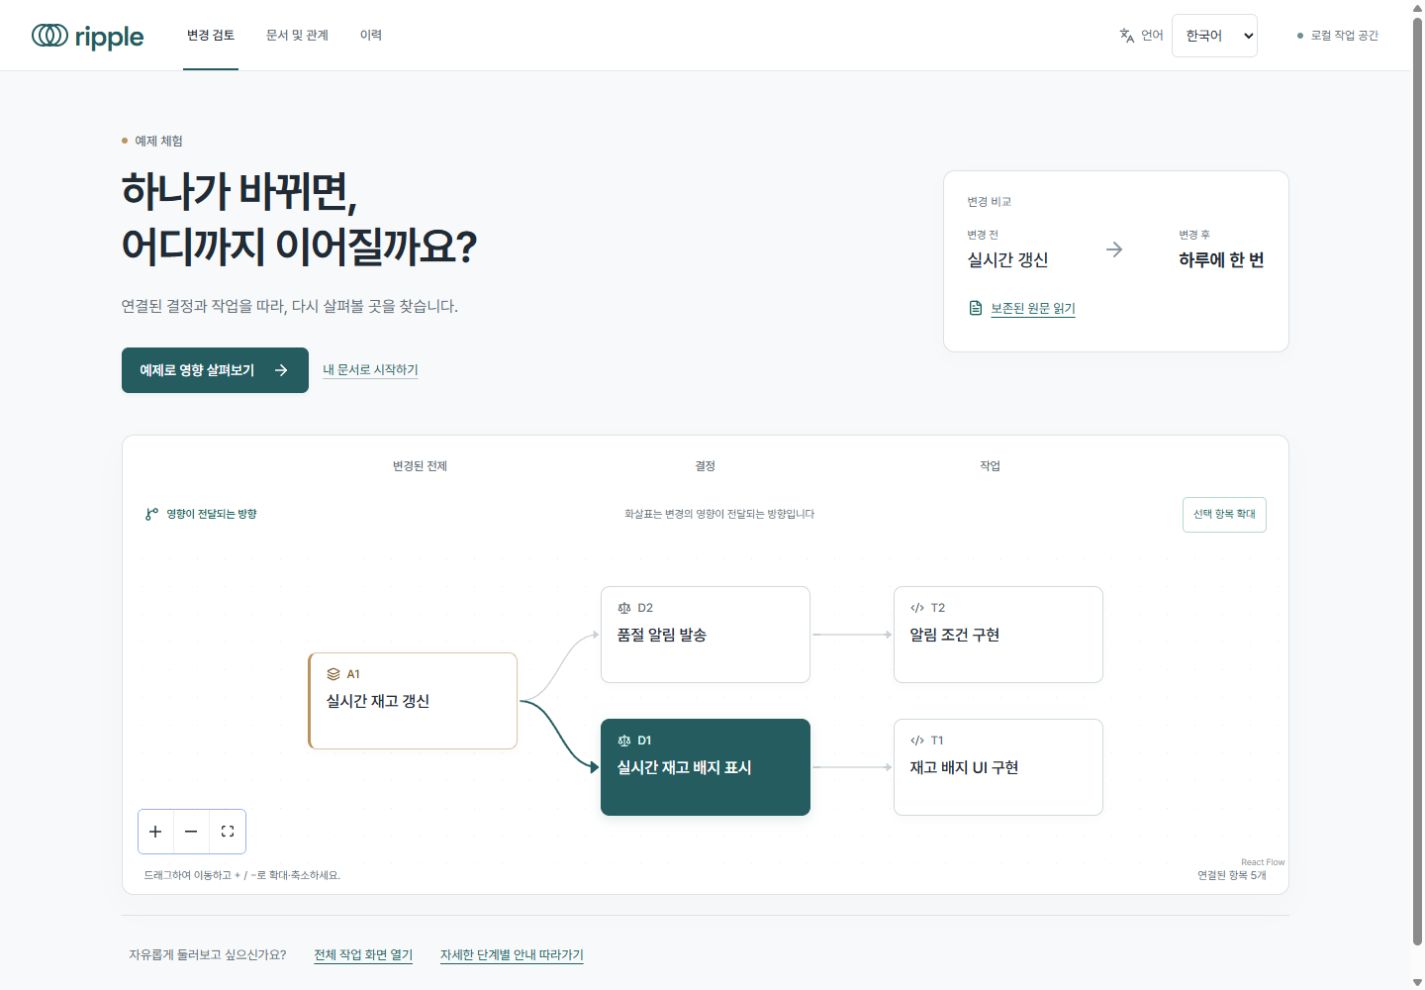 ripple
변경 검토
문서 및 관계
이력
언어
한국어
로컬 작업 공간
예제 체험
하나가 바뀌면,
어디까지 이어질까요?
연결된 결정과 작업을 따라, 다시 살펴볼 곳을 찾습니다.
예제로 영향 살펴보기
내 문서로 시작하기
변경 비교
변경 전
실시간 갱신
변경 후
하루에 한 번
보존된 원문 읽기
변경된 전제
결정
작업
영향이 전달되는 방향
화살표는 변경의 영향이 전달되는 방향입니다
선택 항목 확대
D2
품절 알림 발송
T2
알림 조건 구현
A1
실시간 재고 갱신
D1
실시간 재고 배지 표시
T1
재고 배지 UI 구현
드래그하여 이동하고 + / −로 확대·축소하세요.
React Flow
연결된 항목 5개
자유롭게 둘러보고 싶으신가요?
전체 작업 화면 열기
자세한 단계별 안내 따라가기